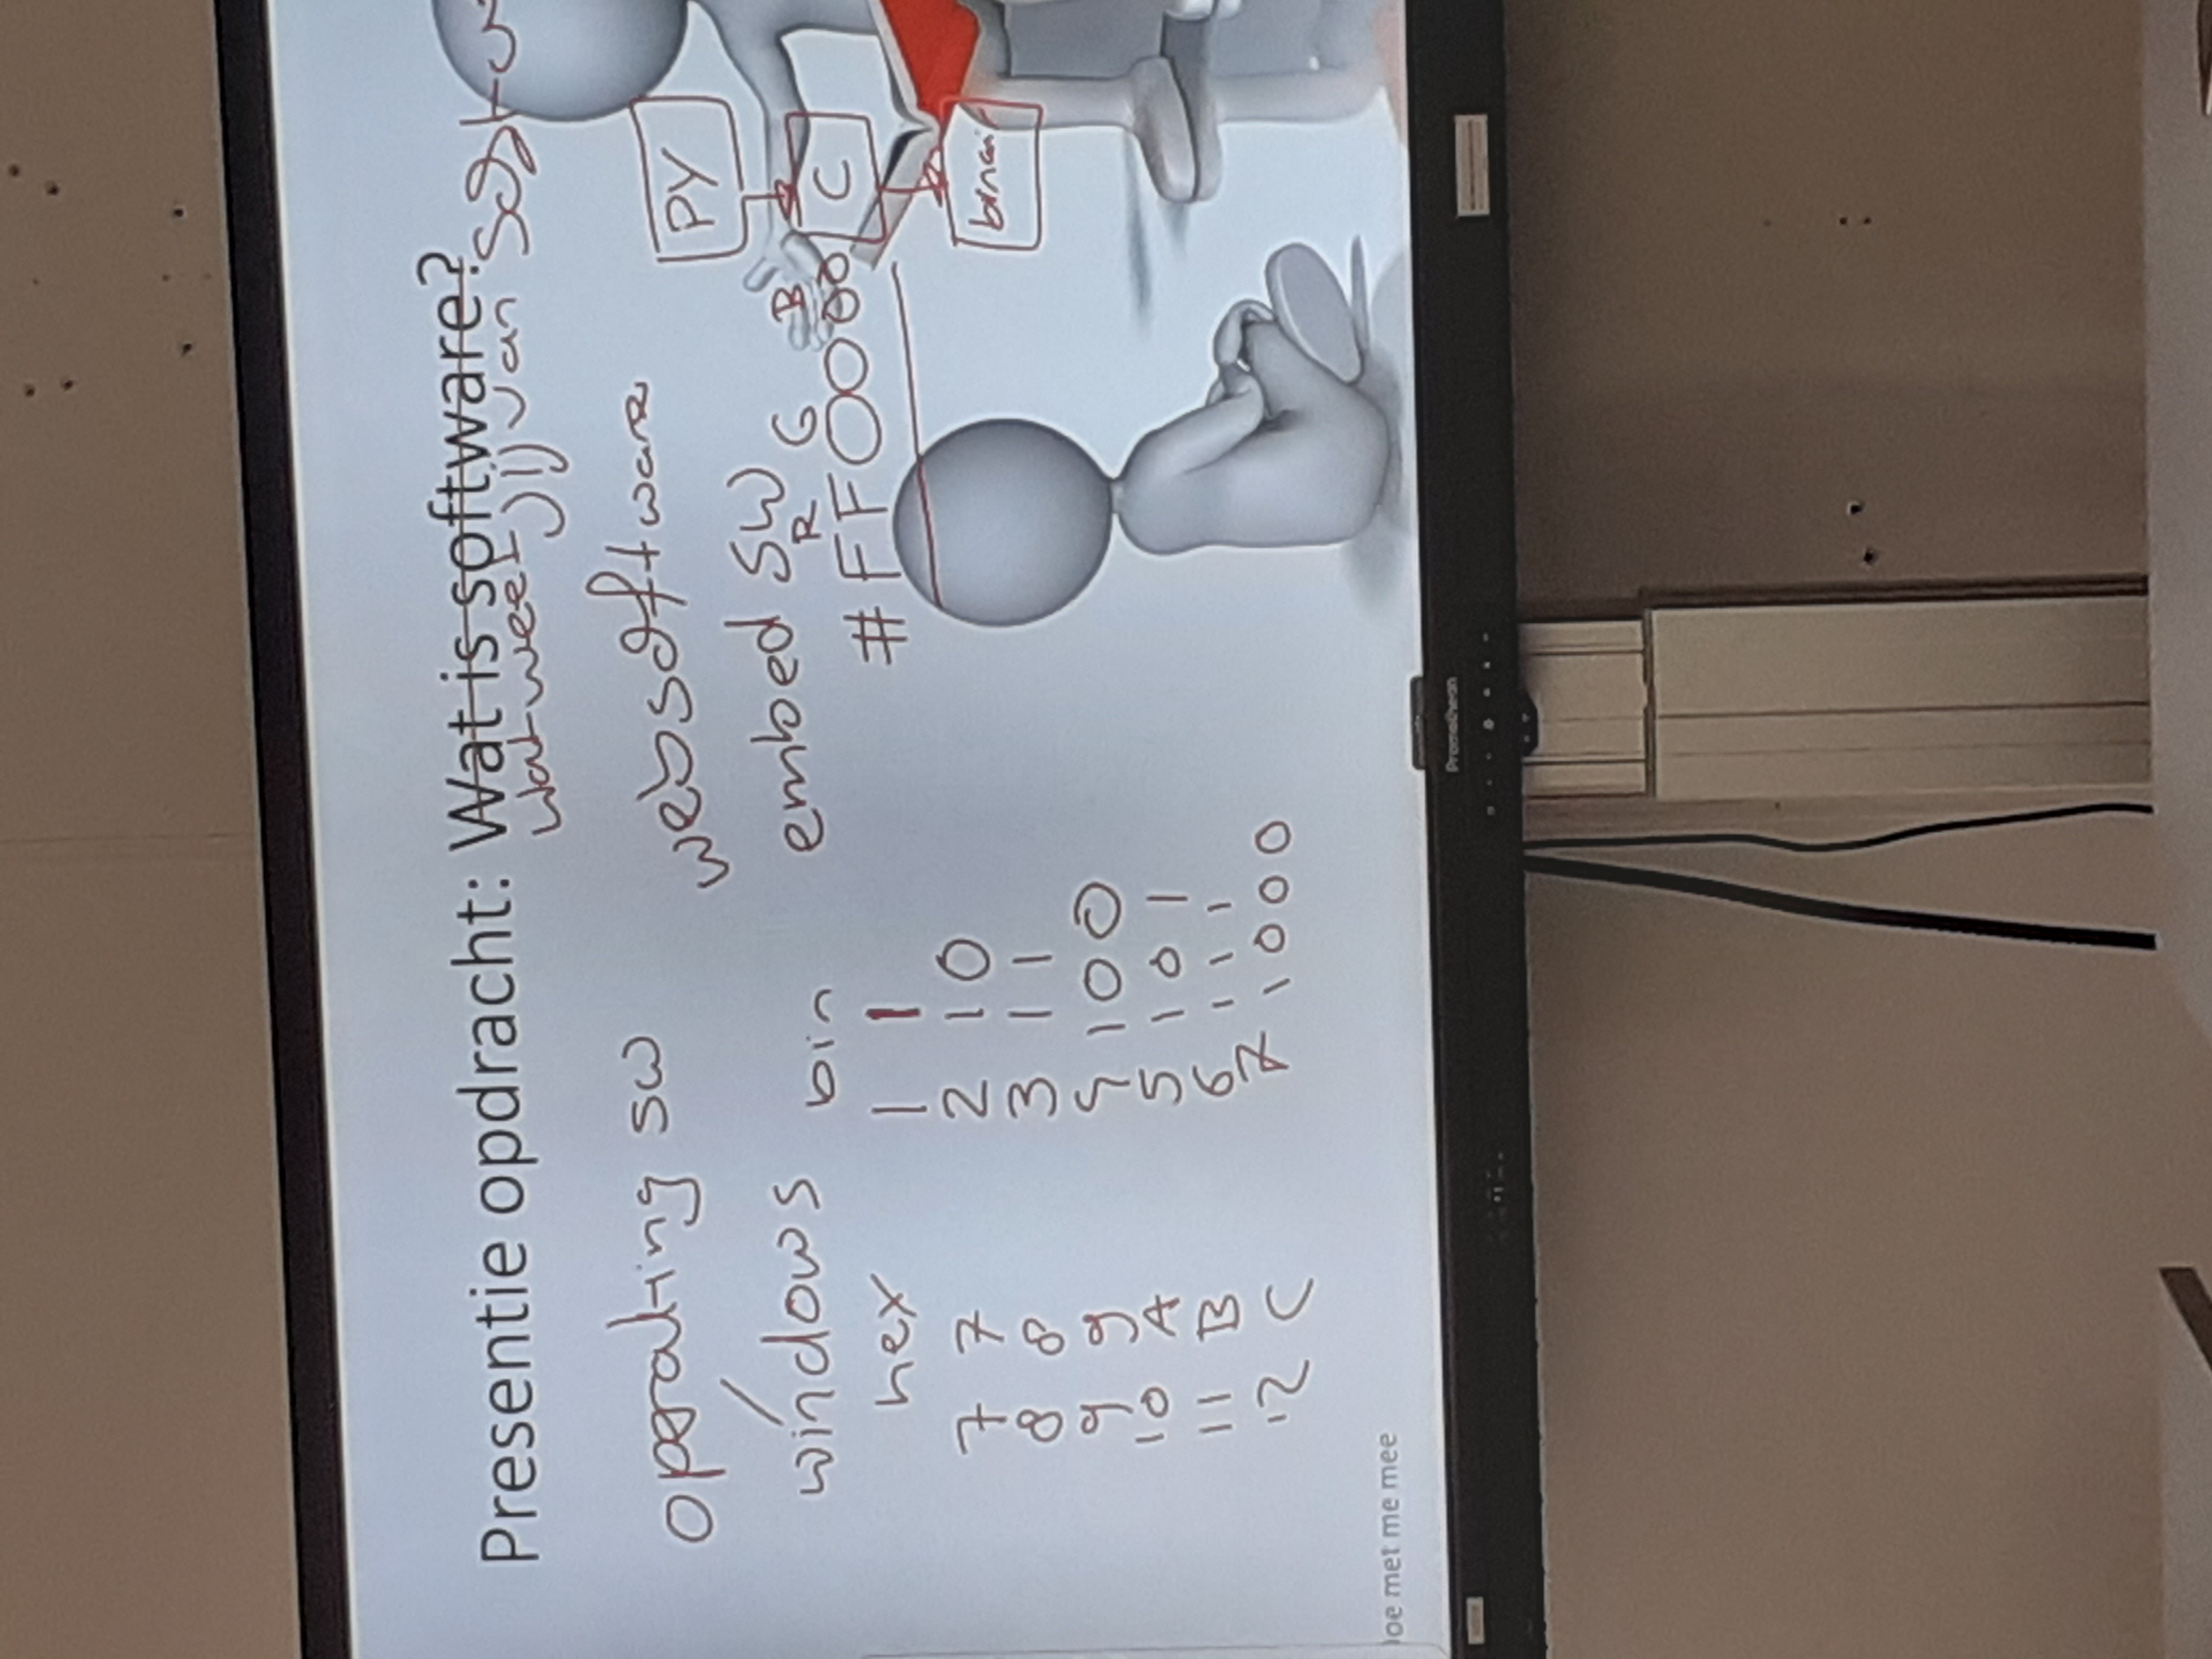 Presentie opdracht: Wat is software?
wat weet jij van
operating sw
websoftware
windows
embed SW
R G B
#FF0000
PY
C
binair
hex
7 7
8 8
9 9
10 A
11 B
12 C
bin
1 1
2 10
3 11
4 100
5 101
6 111
7 1000
oe met me mee
Promethean